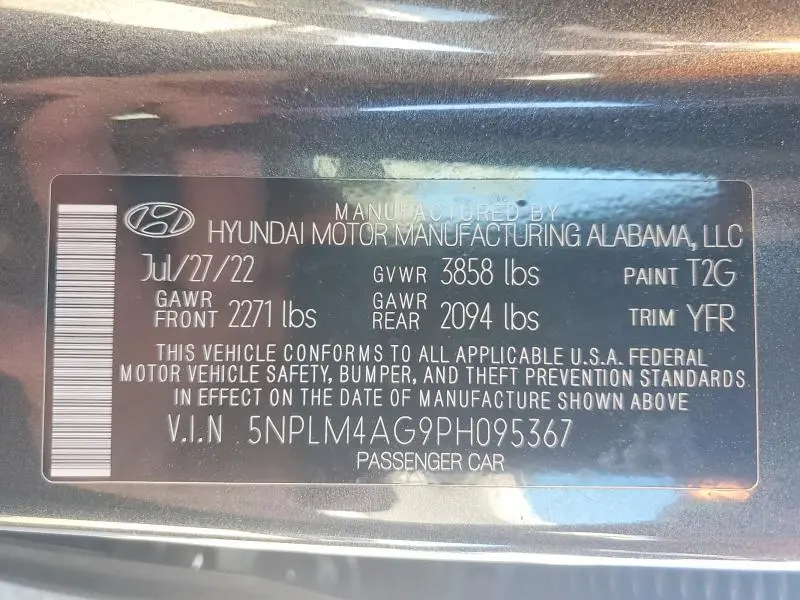 MANUFACTURED BY
HYUNDAI MOTOR MANUFACTURING ALABAMA, LLC
Jul/27/22 GVWR 3858 lbs PAINT T2G
GAWR FRONT 2271 lbs GAWR REAR 2094 lbs TRIM YFR
THIS VEHICLE CONFORMS TO ALL APPLICABLE U.S.A. FEDERAL
MOTOR VEHICLE SAFETY, BUMPER, AND THEFT PREVENTION STANDARDS
IN EFFECT ON THE DATE OF MANUFACTURE SHOWN ABOVE
V.I.N 5NPLM4AG9PH095367
PASSENGER CAR